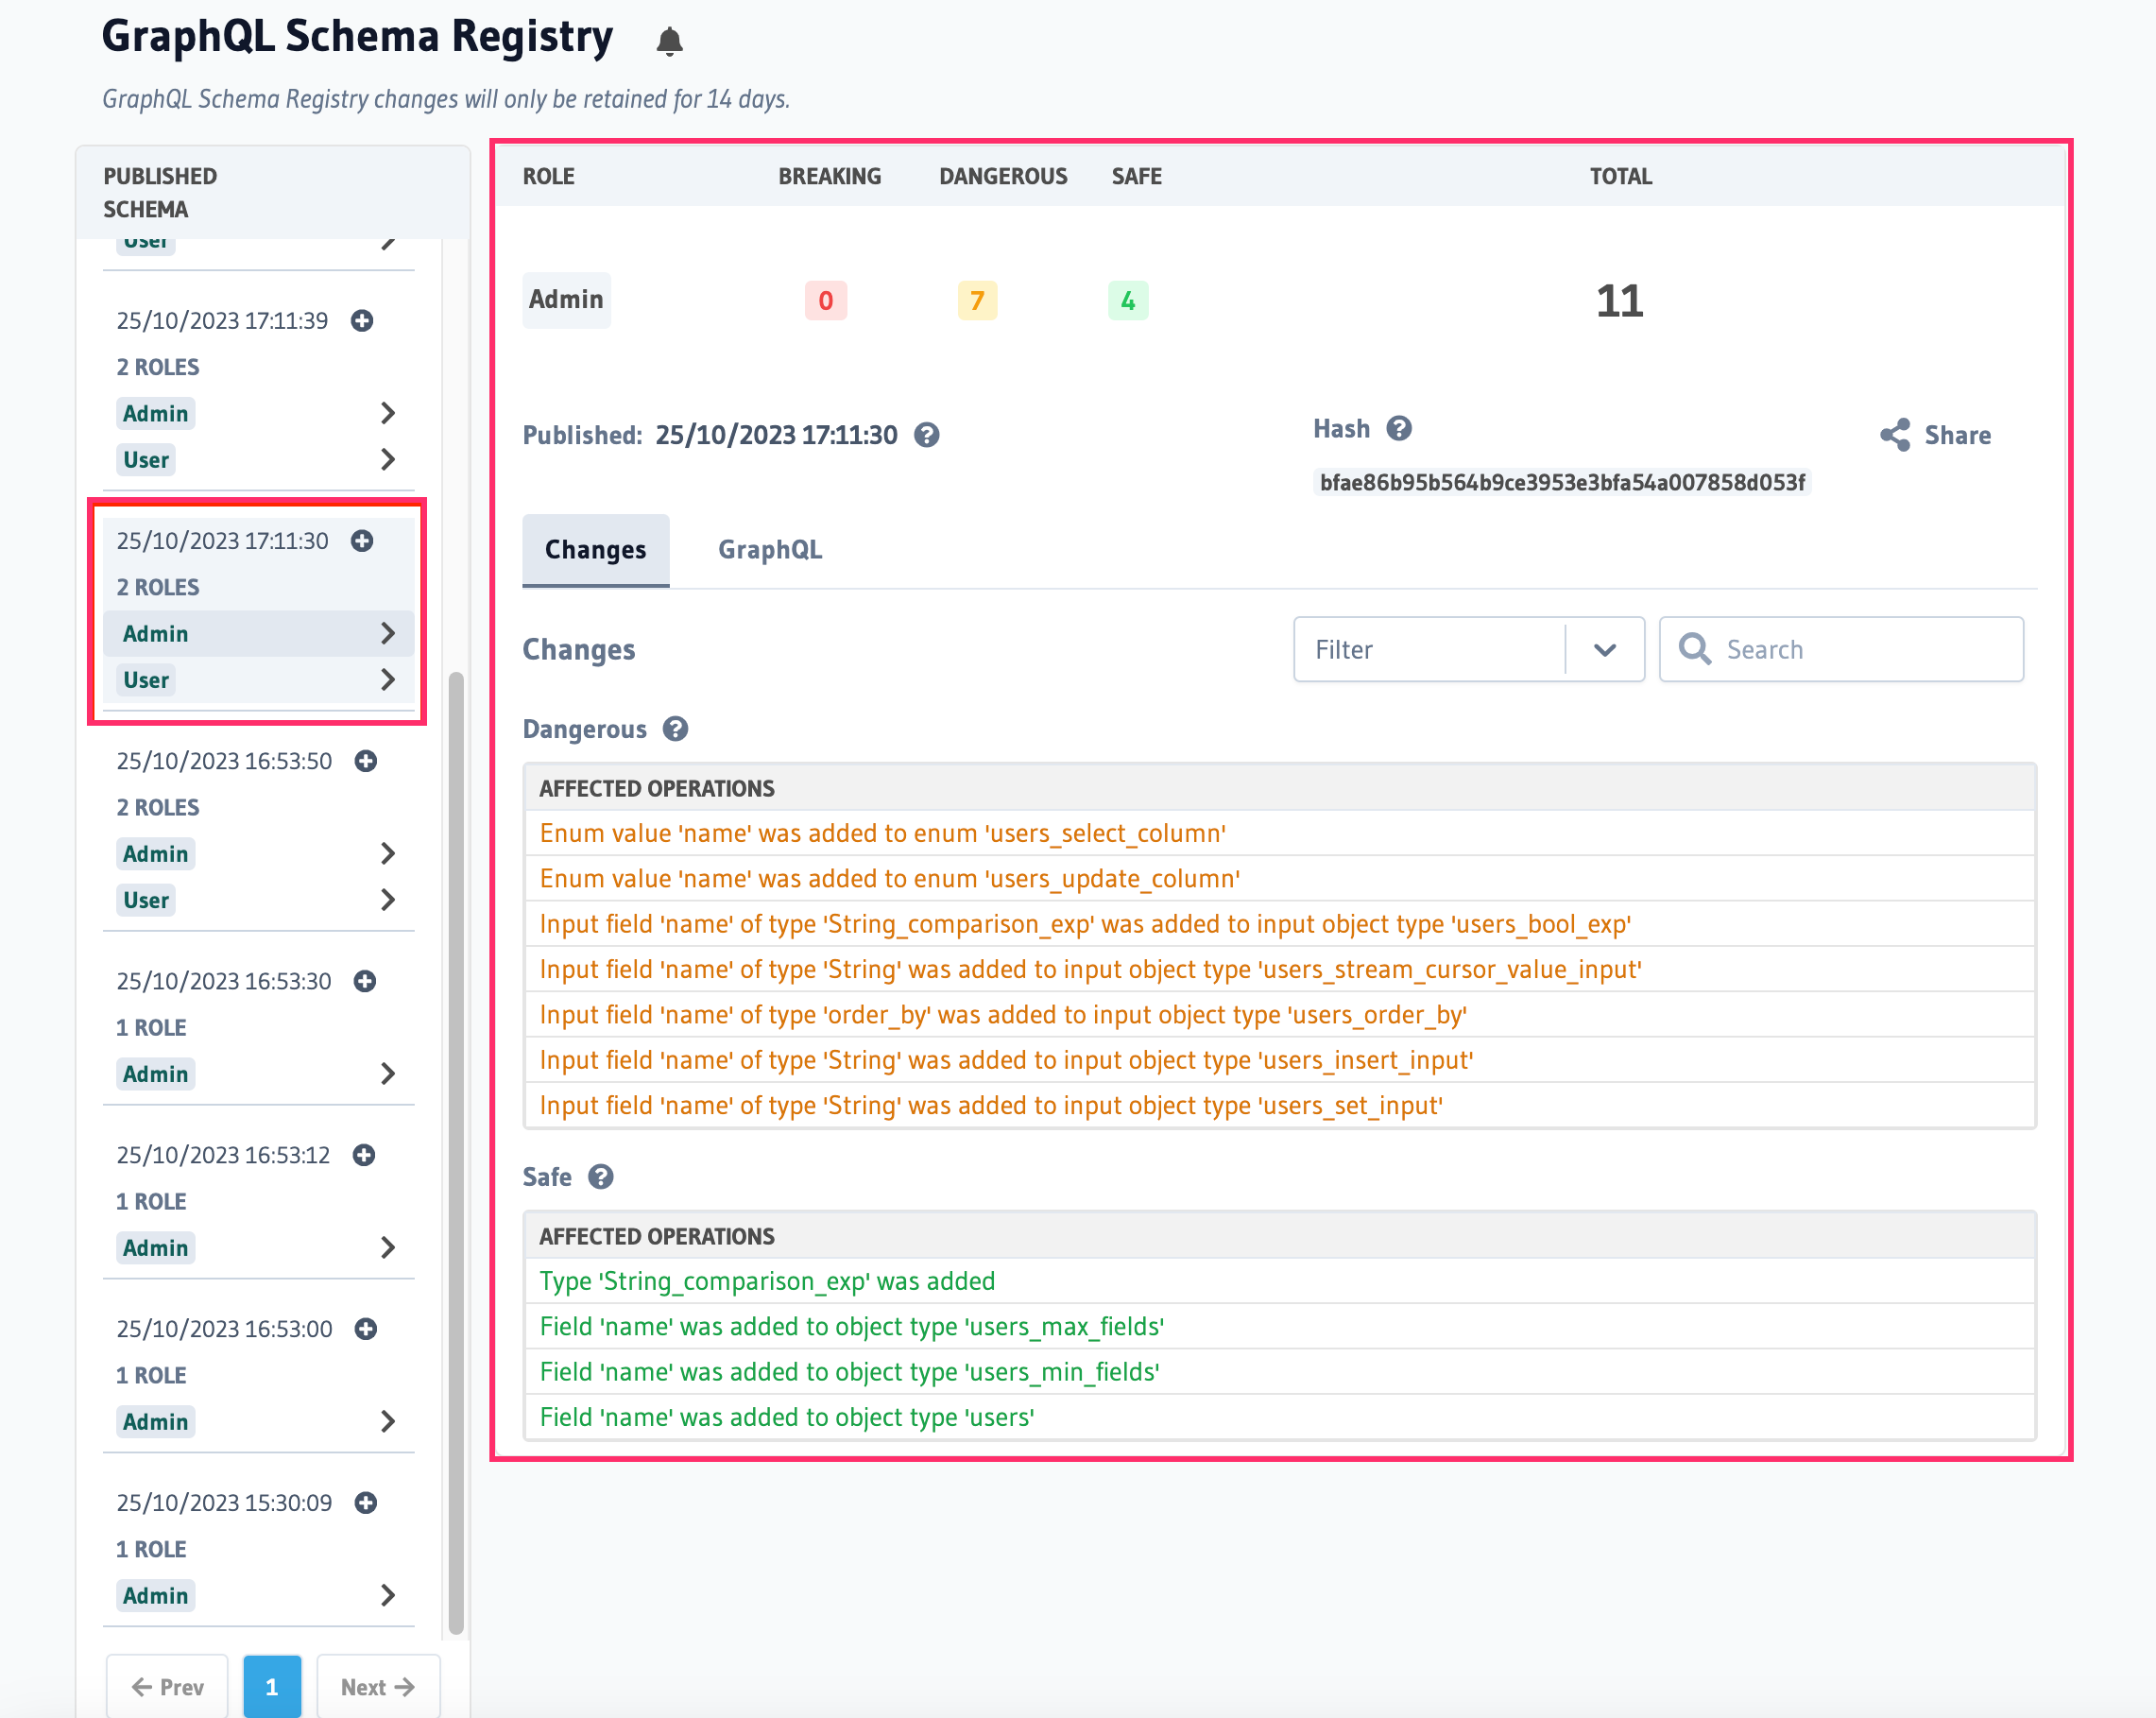 GraphQL Schema Registry
GraphQL Schema Registry changes will only be retained for 14 days.
PUBLISHED
SCHEMA
User
25/10/2023 17:11:39
2 ROLES
Admin
User
25/10/2023 17:11:30
2 ROLES
Admin
User
25/10/2023 16:53:50
2 ROLES
Admin
User
25/10/2023 16:53:30
1 ROLE
Admin
25/10/2023 16:53:12
1 ROLE
Admin
25/10/2023 16:53:00
1 ROLE
Admin
25/10/2023 15:30:09
1 ROLE
Admin
Prev 1 Next
ROLE BREAKING DANGEROUS SAFE TOTAL
Admin 0 7 4 11
Published: 25/10/2023 17:11:30
Hash
bfae86b95b564b9ce3953e3bfa54a007858d053f
Share
Changes GraphQL
Changes Filter Search
Dangerous
AFFECTED OPERATIONS
Enum value 'name' was added to enum 'users_select_column'
Enum value 'name' was added to enum 'users_update_column'
Input field 'name' of type 'String_comparison_exp' was added to input object type 'users_bool_exp'
Input field 'name' of type 'String' was added to input object type 'users_stream_cursor_value_input'
Input field 'name' of type 'order_by' was added to input object type 'users_order_by'
Input field 'name' of type 'String' was added to input object type 'users_insert_input'
Input field 'name' of type 'String' was added to input object type 'users_set_input'
Safe
AFFECTED OPERATIONS
Type 'String_comparison_exp' was added
Field 'name' was added to object type 'users_max_fields'
Field 'name' was added to object type 'users_min_fields'
Field 'name' was added to object type 'users'